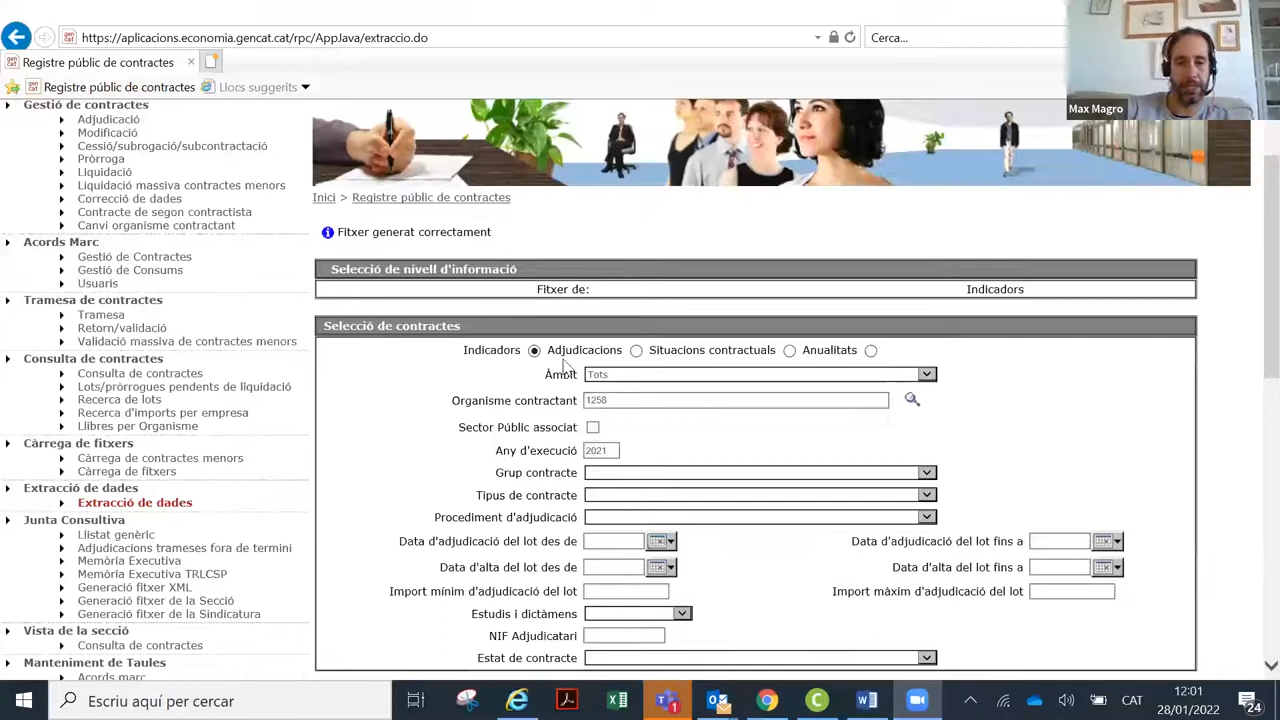 https://aplicacions.economia.gencat.cat/rpc/AppJava/extraccio.do
Cerca...
Registre públic de contractes
Registre públic de contractes
Llocs suggerits
Max Magro
Gestió de contractes
Adjudicació
Modificació
Cessió/subrogació/subcontractació
Pròrroga
Liquidació
Liquidació massiva contractes menors
Correcció de dades
Contracte de segon contractista
Canvi organisme contractant
Acords Marc
Gestió de Contractes
Gestió de Consums
Usuaris
Tramesa de contractes
Tramesa
Retorn/validació
Validació massiva de contractes menors
Consulta de contractes
Consulta de contractes
Lots/pròrrogues pendents de liquidació
Recerca de lots
Recerca d'imports per empresa
Llibres per Organisme
Càrrega de fitxers
Càrrega de contractes menors
Càrrega de fitxers
Extracció de dades
Extracció de dades
Junta Consultiva
Llistat genèric
Adjudicacions trameses fora de termini
Memòria Executiva
Memòria Executiva TRLCSP
Generació fitxer XML
Generació fitxer de la Secció
Generació fitxer de la Sindicatura
Vista de la secció
Consulta de contractes
Manteniment de Taules
Acords marc
Inici > Registre públic de contractes
Fitxer generat correctament
Selecció de nivell d'informació
Fitxer de: Indicadors
Selecció de contractes
Indicadors Adjudicacions Situacions contractuals Anualitats
Àmbit Tots
Organisme contractant 1258
Sector Públic associat
Any d'execució 2021
Grup contracte
Tipus de contracte
Procediment d'adjudicació
Data d'adjudicació del lot des de Data d'adjudicació del lot fins a
Data d'alta del lot des de Data d'alta del lot fins a
Import mínim d'adjudicació del lot Import màxim d'adjudicació del lot
Estudis i dictàmens
NIF Adjudicatari
Estat de contracte
Escriu aquí per cercar
CAT
12:01
28/01/2022
24